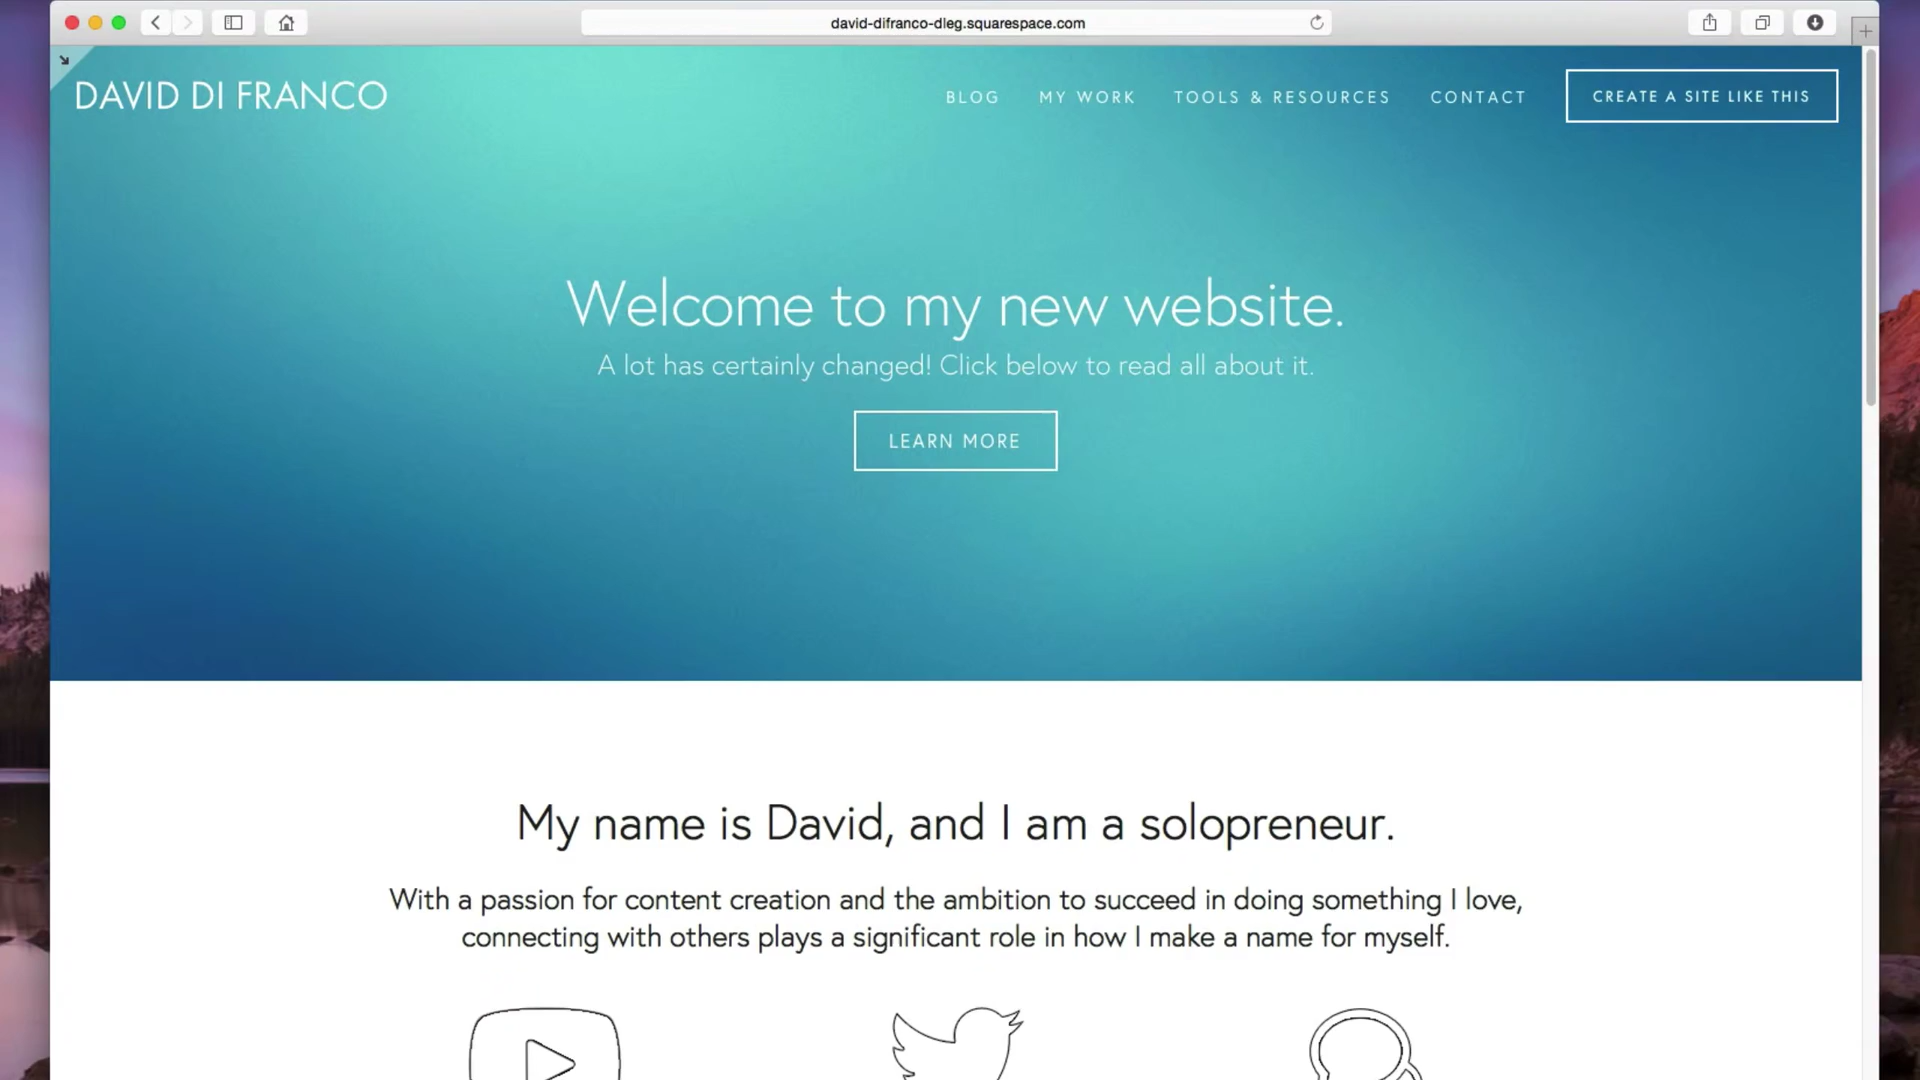 david-difranco-dleg.squarespace.com
DAVID DI FRANCO
BLOG
MY WORK
TOOLS & RESOURCES
CONTACT
CREATE A SITE LIKE THIS
Welcome to my new website.
A lot has certainly changed! Click below to read all about it.
LEARN MORE
My name is David, and I am a solopreneur.
With a passion for content creation and the ambition to succeed in doing something I love,
connecting with others plays a significant role in how I make a name for myself.